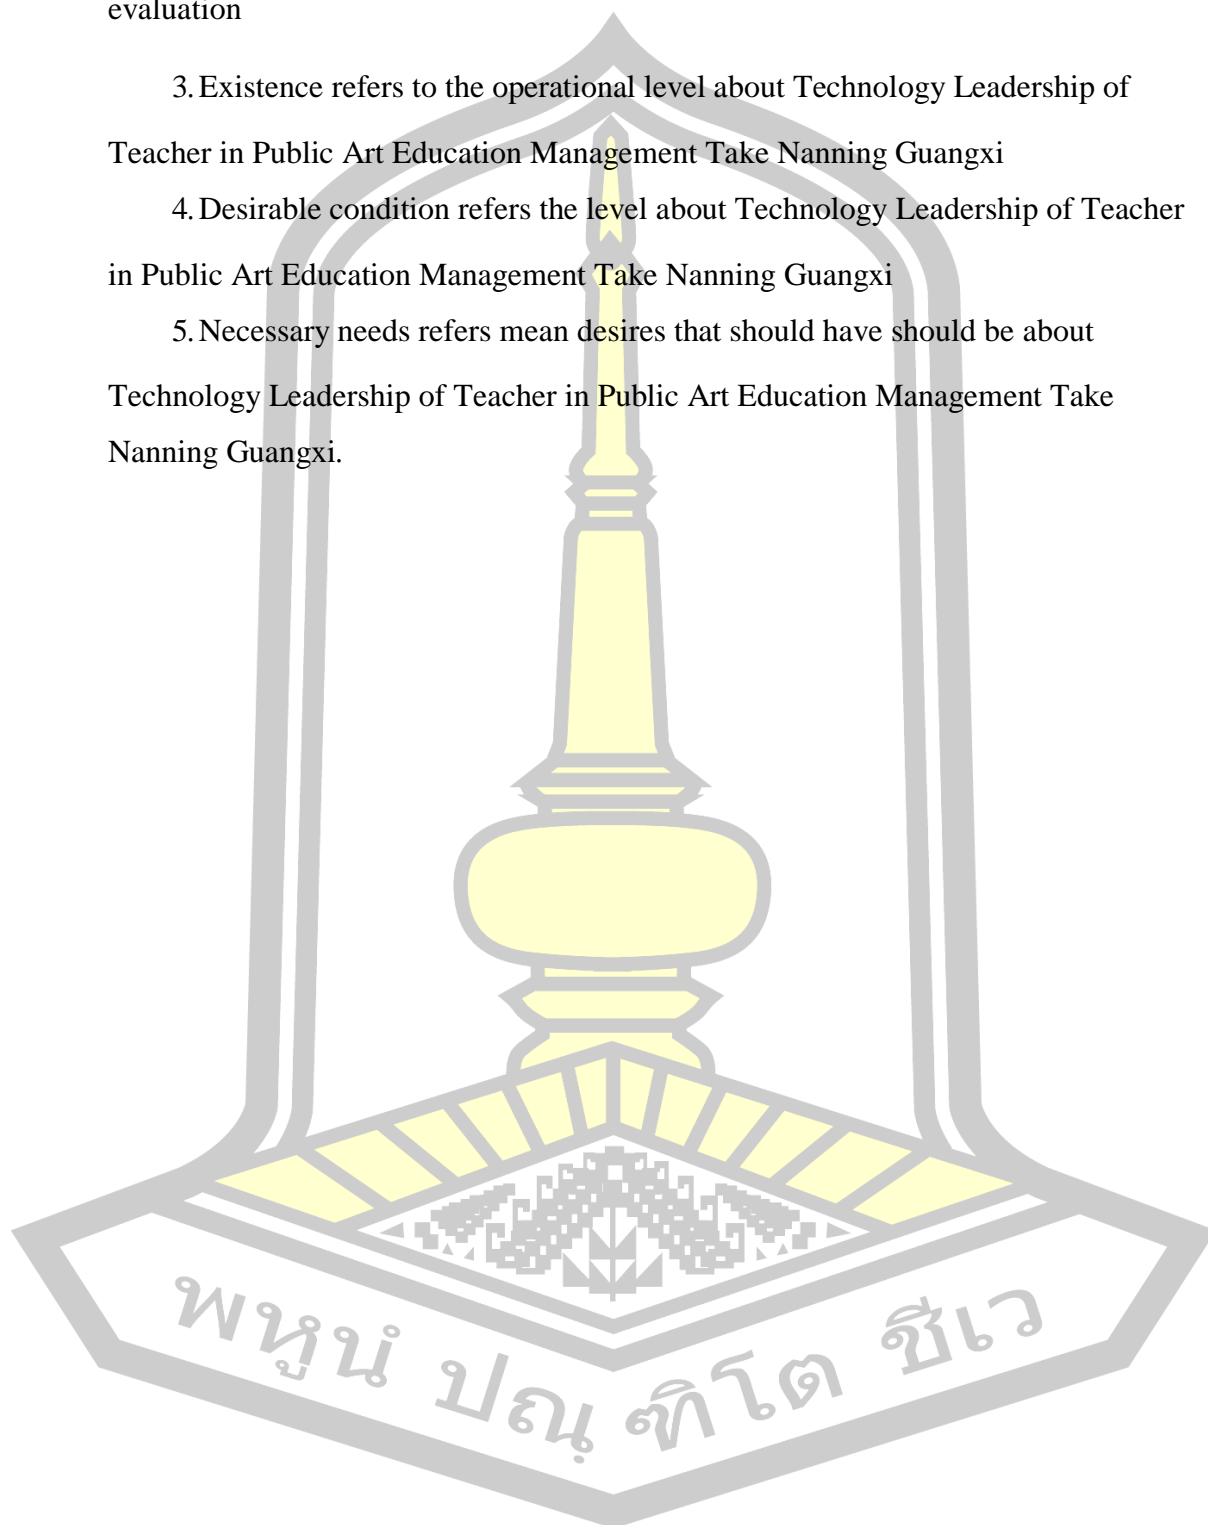 evaluation
3. Existence refers to the operational level about Technology Leadership of
Teacher in Public Art Education Management Take Nanning Guangxi
4. Desirable condition refers the level about Technology Leadership of Teacher
in Public Art Education Management Take Nanning Guangxi
5. Necessary needs refers mean desires that should have should be about
Technology Leadership of Teacher in Public Art Education Management Take
Nanning Guangxi.
พหูนํ ปณฺฑิโต ชีเว